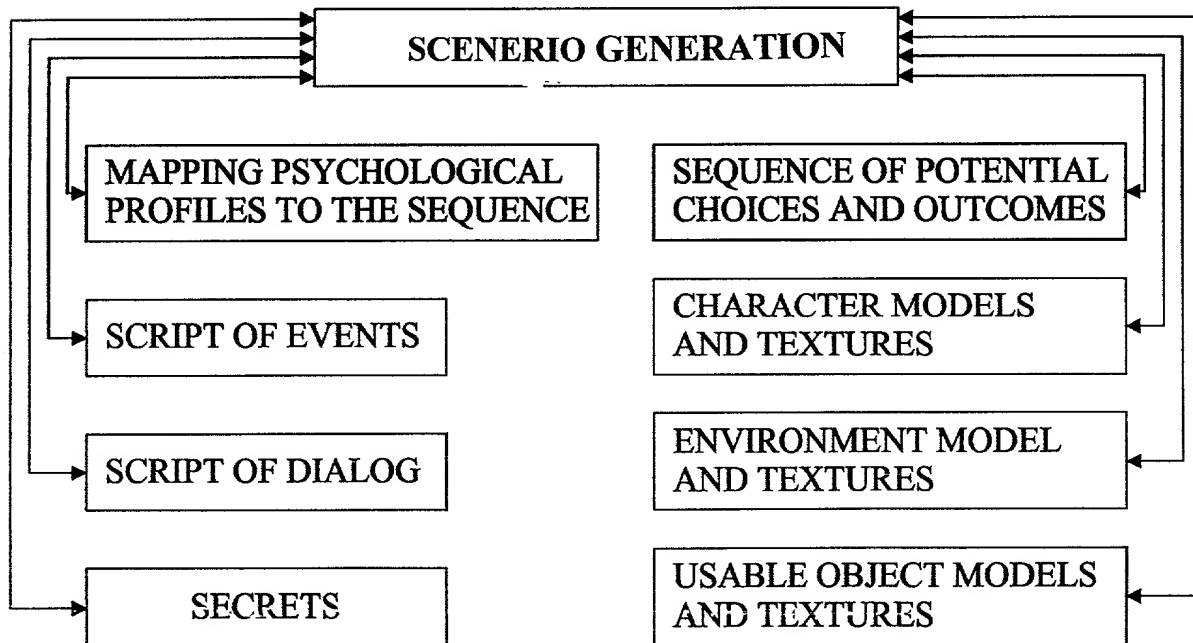 SCENERIO GENERATION
MAPPING PSYCHOLOGICAL
PROFILES TO THE SEQUENCE
SEQUENCE OF POTENTIAL
CHOICES AND OUTCOMES
SCRIPT OF EVENTS
CHARACTER MODELS
AND TEXTURES
SCRIPT OF DIALOG
ENVIRONMENT MODEL
AND TEXTURES
SECRETS
USABLE OBJECT MODELS
AND TEXTURES